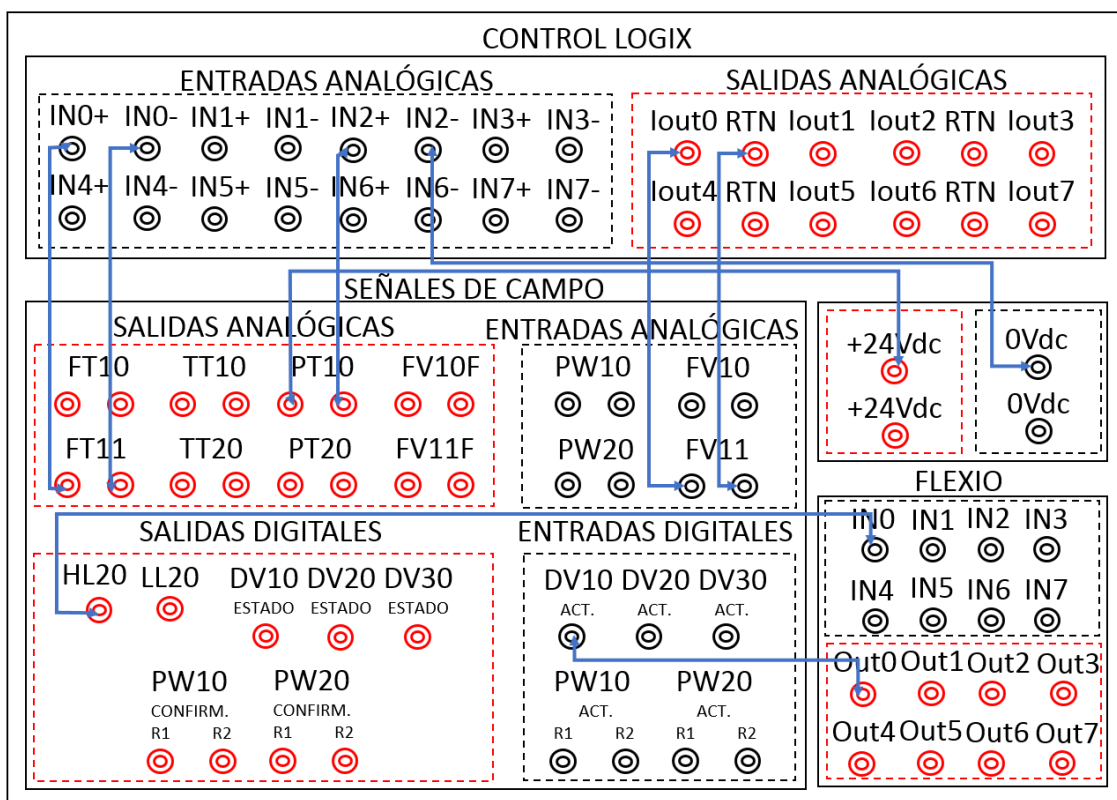 CONTROL LOGIX
ENTRADAS ANALÓGICAS
IN0+ IN0- IN1+ IN1- IN2+ IN2- IN3+ IN3-
IN4+ IN4- IN5+ IN5- IN6+ IN6- IN7+ IN7-
SALIDAS ANALÓGICAS
Iout0 RTN Iout1 Iout2 RTN Iout3
Iout4 RTN Iout5 Iout6 RTN Iout7
SEÑALES DE CAMPO
SALIDAS ANALÓGICAS
FT10 TT10 PT10 FV10F
FT11 TT20 PT20 FV11F
ENTRADAS ANALÓGICAS
PW10 FV10
PW20 FV11
+24Vdc
+24Vdc
0Vdc
0Vdc
SALIDAS DIGITALES
HL20 LL20 DV10 DV20 DV30
ESTADO ESTADO ESTADO
PW10 PW20
CONFIRM. CONFIRM.
R1 R2 R1 R2
ENTRADAS DIGITALES
DV10 DV20 DV30
ACT. ACT. ACT.
PW10 PW20
ACT. ACT.
R1 R2 R1 R2
FLEXIO
IN0 IN1 IN2 IN3
IN4 IN5 IN6 IN7
Out0 Out1 Out2 Out3
Out4 Out5 Out6 Out7